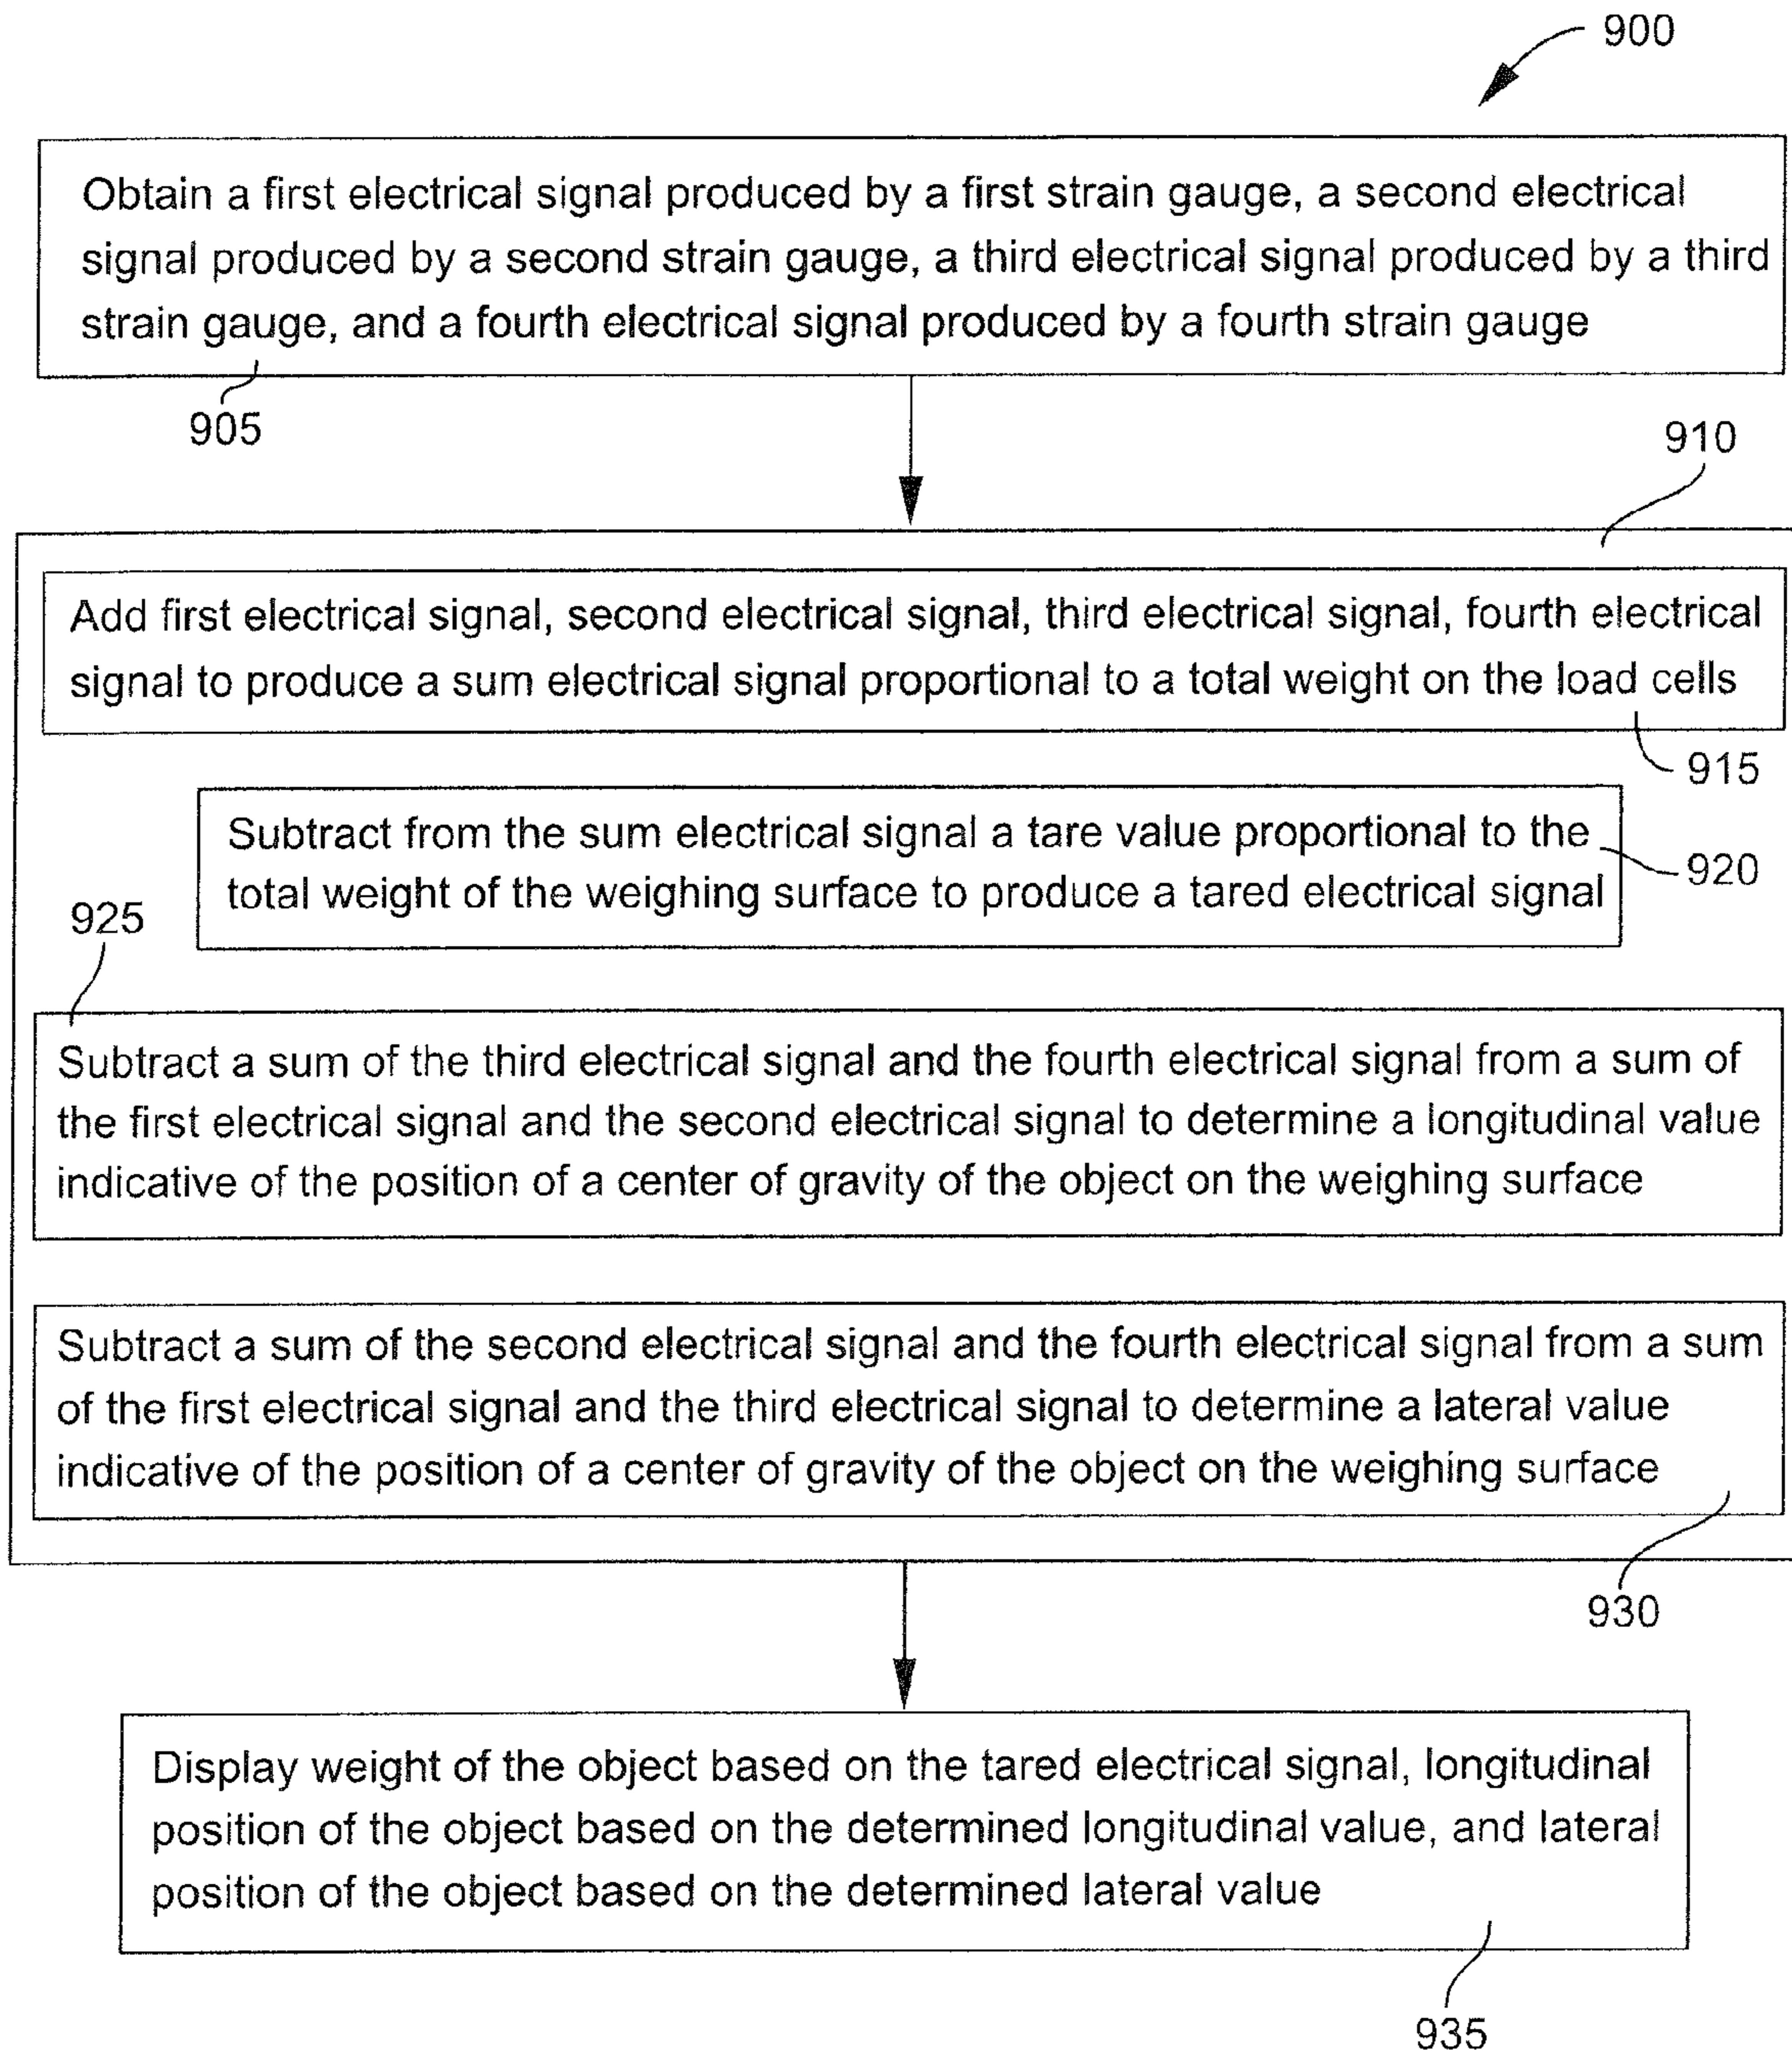 900
Obtain a first electrical signal produced by a first strain gauge, a second electrical
signal produced by a second strain gauge, a third electrical signal produced by a third
strain gauge, and a fourth electrical signal produced by a fourth strain gauge
905
910
Add first electrical signal, second electrical signal, third electrical signal, fourth electrical
signal to produce a sum electrical signal proportional to a total weight on the load cells
915
Subtract from the sum electrical signal a tare value proportional to the
total weight of the weighing surface to produce a tared electrical signal
920
925
Subtract a sum of the third electrical signal and the fourth electrical signal from a sum of
the first electrical signal and the second electrical signal to determine a longitudinal value
indicative of the position of a center of gravity of the object on the weighing surface
Subtract a sum of the second electrical signal and the fourth electrical signal from a sum
of the first electrical signal and the third electrical signal to determine a lateral value
indicative of the position of a center of gravity of the object on the weighing surface
930
Display weight of the object based on the tared electrical signal, longitudinal
position of the object based on the determined longitudinal value, and lateral
position of the object based on the determined lateral value
935